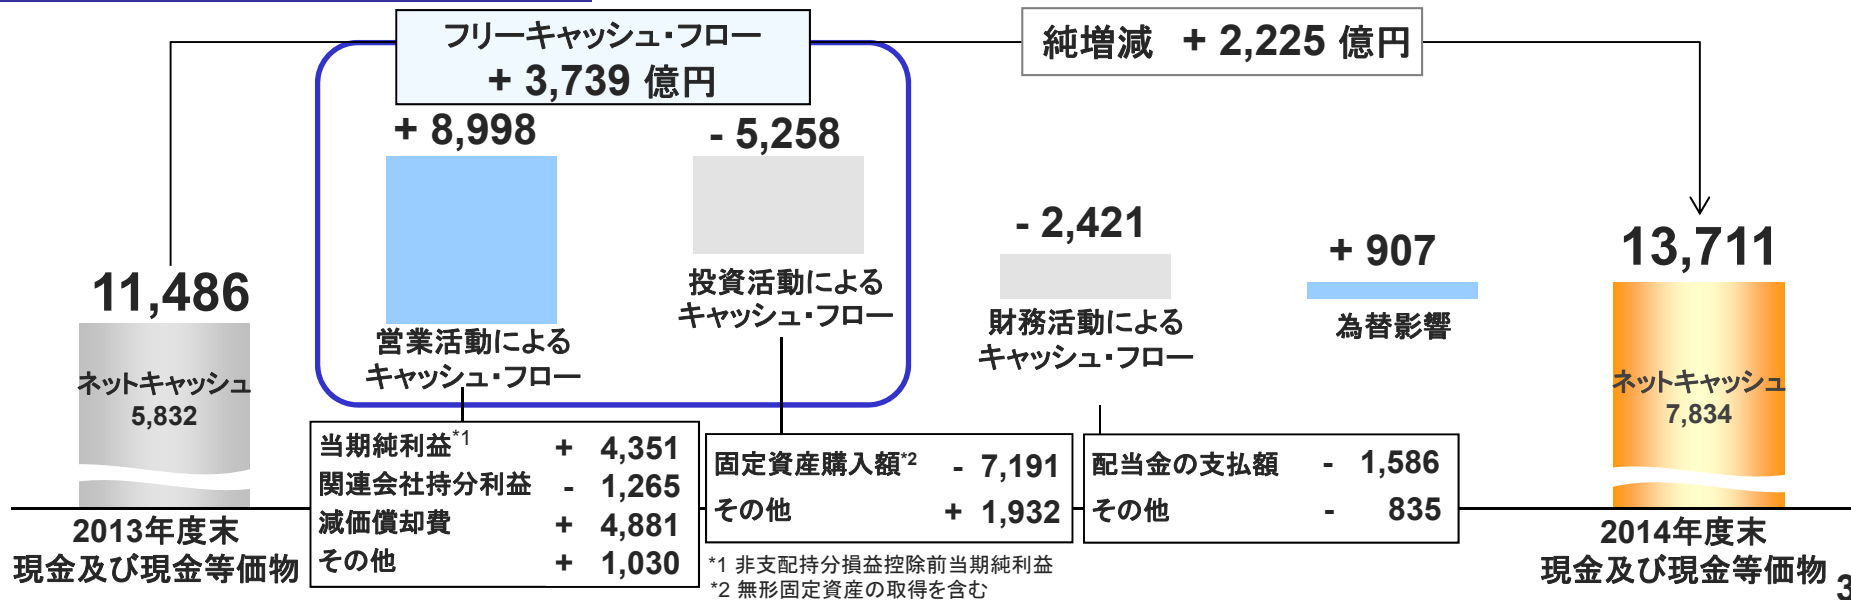 フリーキャッシュ・フロー
+ 3,739 億円
純増減 + 2,225 億円
+ 8,998
- 5,258
- 2,421
+ 907
11,486
13,711
営業活動による
キャッシュ・フロー
投資活動による
キャッシュ・フロー
財務活動による
キャッシュ・フロー
為替影響
ネットキャッシュ
5,832
ネットキャッシュ
7,834
当期純利益*1 + 4,351
関連会社持分利益 - 1,265
減価償却費 + 4,881
その他 + 1,030
固定資産購入額*2 - 7,191
その他 + 1,932
配当金の支払額 - 1,586
その他 - 835
2013年度末
現金及び現金等価物
2014年度末
現金及び現金等価物
*1 非支配持分損益控除前当期純利益
*2 無形固定資産の取得を含む